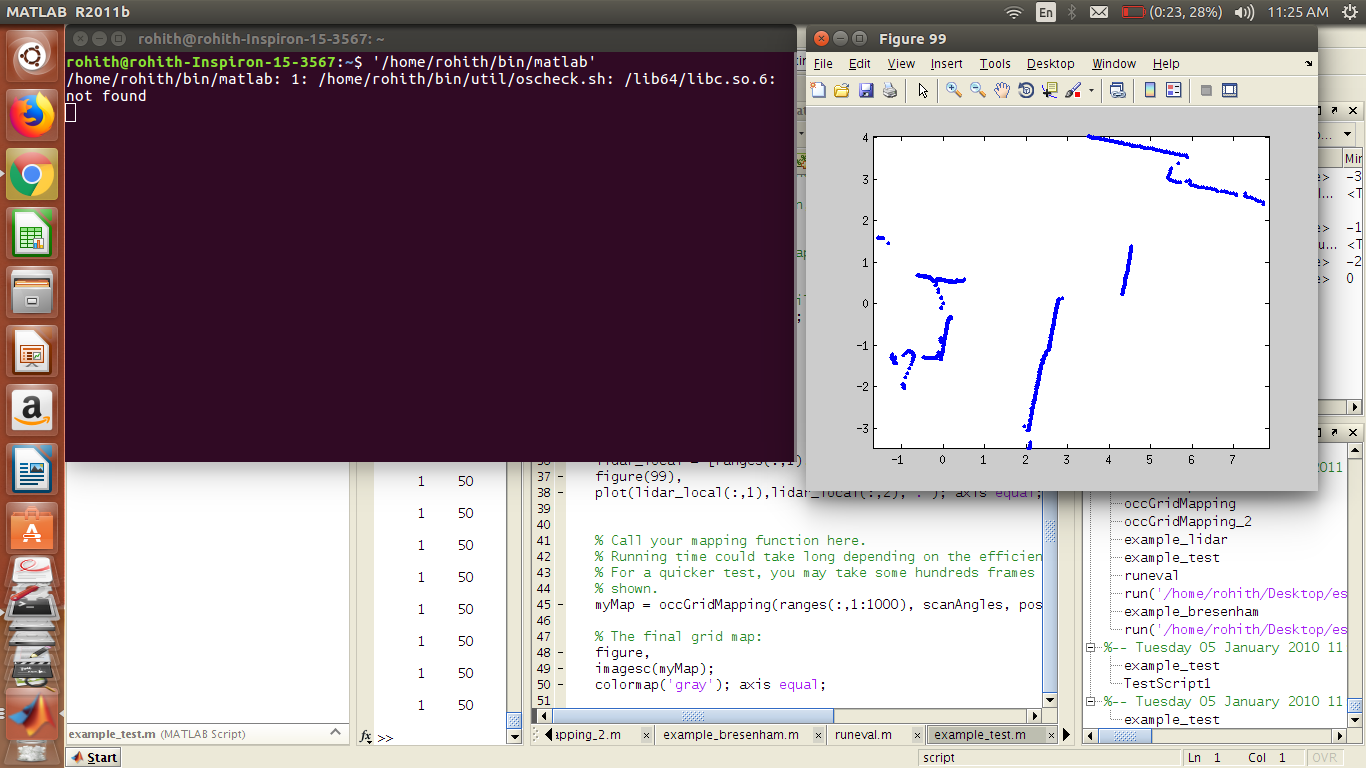 MATLAB R2011b
En
(0:23, 28%)
11:25 AM
rohith@rohith-Inspiron-15-3567: ~
rohith@rohith-Inspiron-15-3567:~$ '/home/rohith/bin/matlab'
/home/rohith/bin/matlab: 1: /home/rohith/bin/util/oscheck.sh: /lib64/libc.so.6:
not found
Figure 99
File Edit View Insert Tools Desktop Window Help
4
3
2
1
0
-1
-2
-3
-1 0 1 2 3 4 5 6 7
Min
-3
<T
-1
<T
-2
0
1 50
1 50
1 50
1 50
1 50
1 50
1 50
1 50
fx >>
37 - figure(99),
38 - plot(lidar_local(:,1),lidar_local(:,2), '.'); axis equal;
39
40
41 % Call your mapping function here.
42 % Running time could take long depending on the efficien
43 % For a quicker test, you may take some hundreds frames
44 % shown.
45 - myMap = occGridMapping(ranges(:,1:1000), scanAngles, pos
46
47 % The final grid map:
48 - figure,
49 - imagesc(myMap);
50 - colormap('gray'); axis equal;
51
apping_2.m
example_bresenham.m
runeval.m
example_test.m
occGridMapping
occGridMapping_2
example_lidar
example_test
runeval
run('/home/rohith/Desktop/es
example_bresenham
run('/home/rohith/Desktop/es
%-- Tuesday 05 January 2010 11
example_test
TestScript1
%-- Tuesday 05 January 2010 11
example_test
example_test.m (MATLAB Script)
Start
script
Ln 1 Col 1
OVR